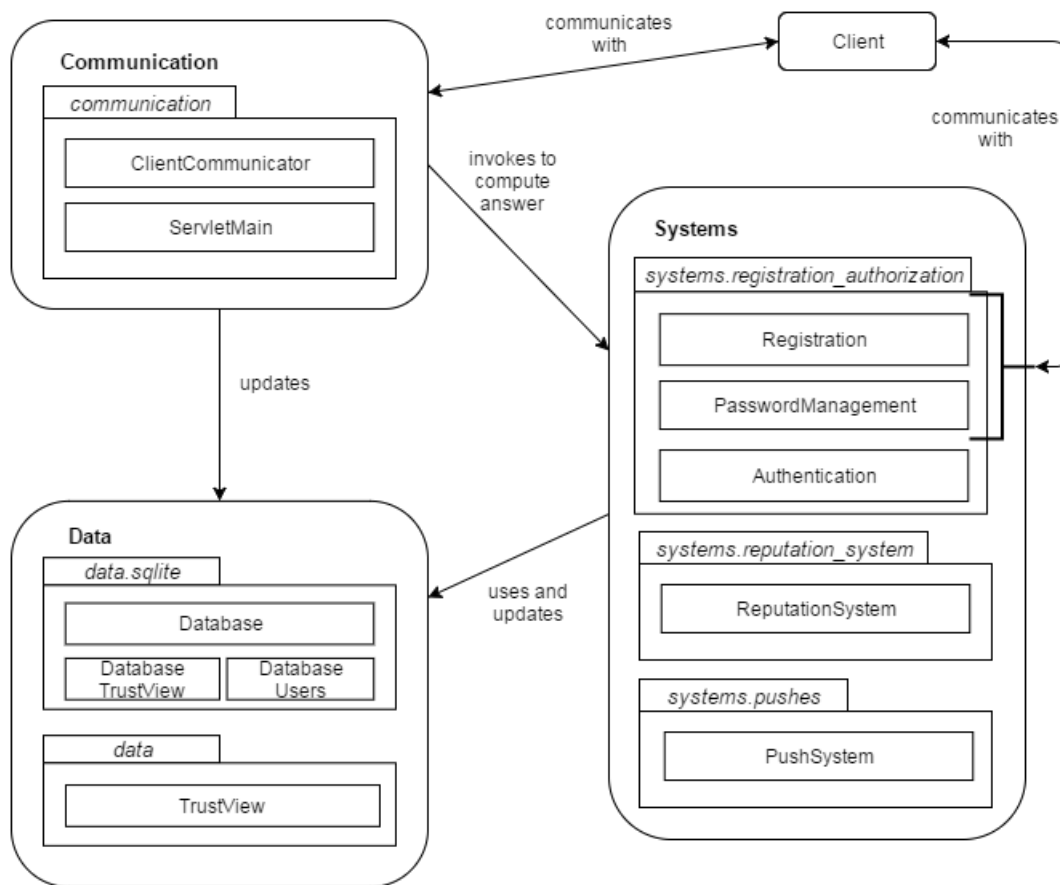 communicates
with
Client
Communication
communication
ClientCommunicator
ServletMain
communicates
with
invokes to
compute
answer
Systems
systems.registration_authorization
Registration
PasswordManagement
Authentication
updates
Data
data.sqlite
Database
Database
TrustView
Database
Users
uses and
updates
systems.reputation_system
ReputationSystem
systems.pushes
PushSystem
data
TrustView